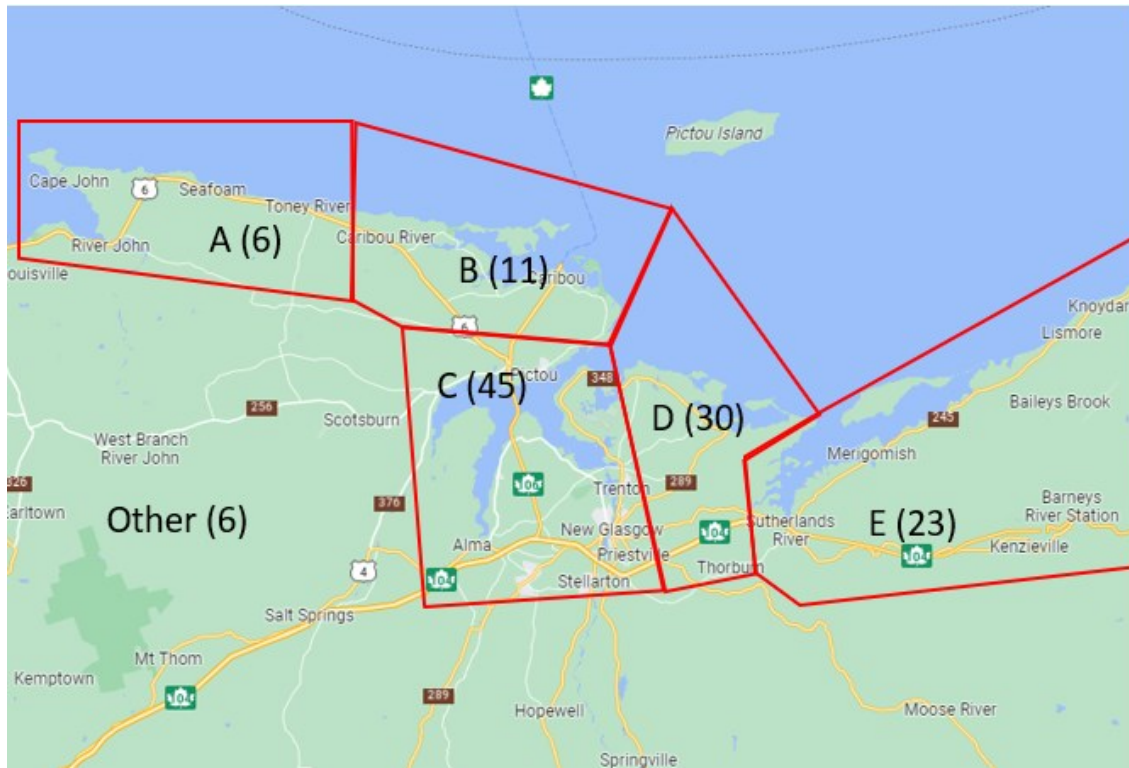 Pictou Island
Cape John
6
Seafoam
Toney River
A (6)
River John
Caribou River
B (11)
Caribou
ouisville
6
Knoydar
Lismore
C (45)
Pictou
348
D (30)
256
Scotsburn
245
Baileys Brook
West Branch
River John
Merigomish
326
Earltown
376
106
Trenton
289
Other (6)
New Glasgow
104
Sutherlands
River
E (23)
Barneys
River Station
Alma
Priestville
104
Kenzieville
4
104
Stellarton
Thorburn
Salt Springs
Mt Thom
Kemptown
104
289
Hopewell
Moose River
Springville